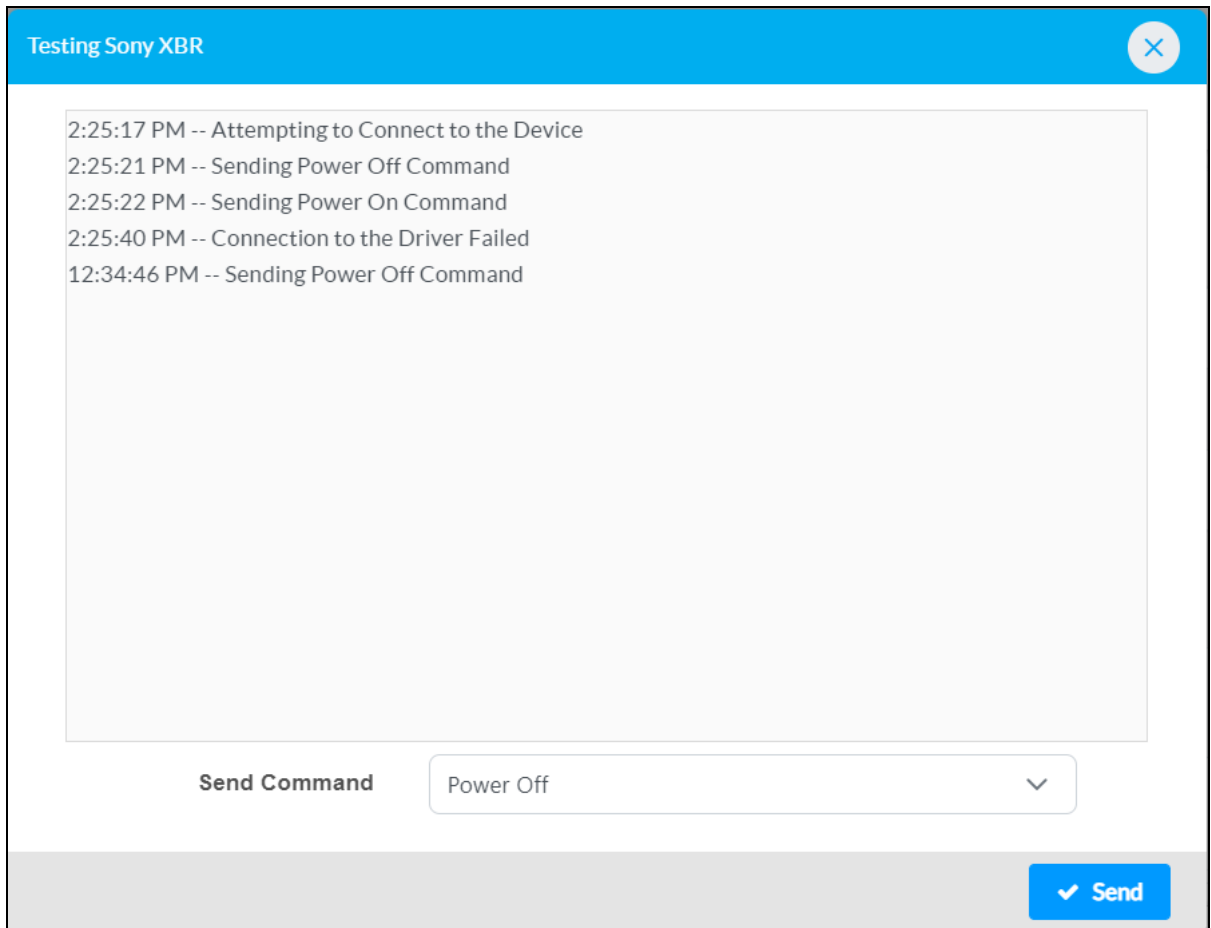 Testing Sony XBR
2:25:17 PM -- Attempting to Connect to the Device
2:25:21 PM -- Sending Power Off Command
2:25:22 PM -- Sending Power On Command
2:25:40 PM -- Connection to the Driver Failed
12:34:46 PM -- Sending Power Off Command
Send Command
Power Off
Send